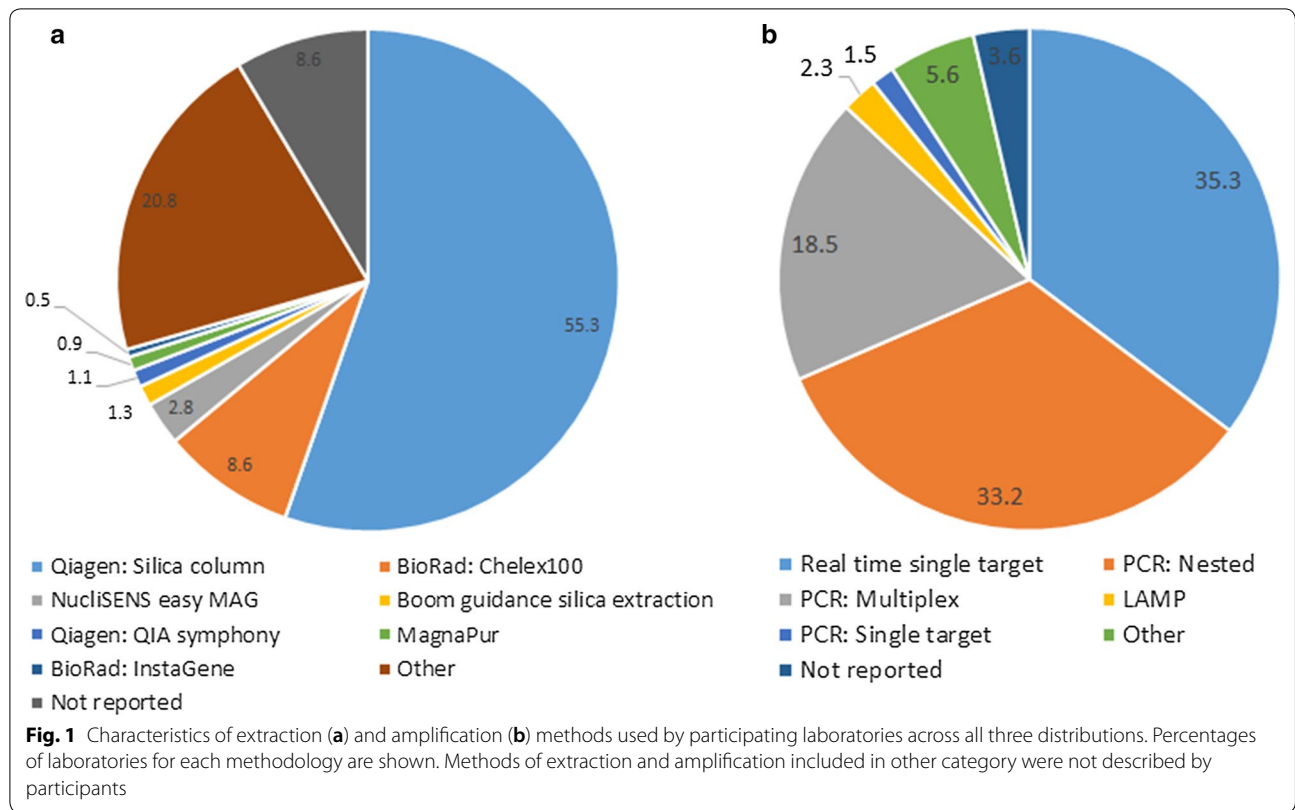 a
8.6
20.8
55.3
0.5
0.9
1.1
1.3
2.8
8.6
Qiagen: Silica column
BioRad: Chelex100
NucliSENS easy MAG
Boom guidance silica extraction
Qiagen: QIA symphony
MagnaPur
BioRad: InstaGene
Other
Not reported
b
2.3
1.5
5.6
3.6
35.3
18.5
33.2
Real time single target
PCR: Nested
PCR: Multiplex
LAMP
PCR: Single target
Other
Not reported
Fig. 1 Characteristics of extraction (a) and amplification (b) methods used by participating laboratories across all three distributions. Percentages
of laboratories for each methodology are shown. Methods of extraction and amplification included in other category were not described by
participants